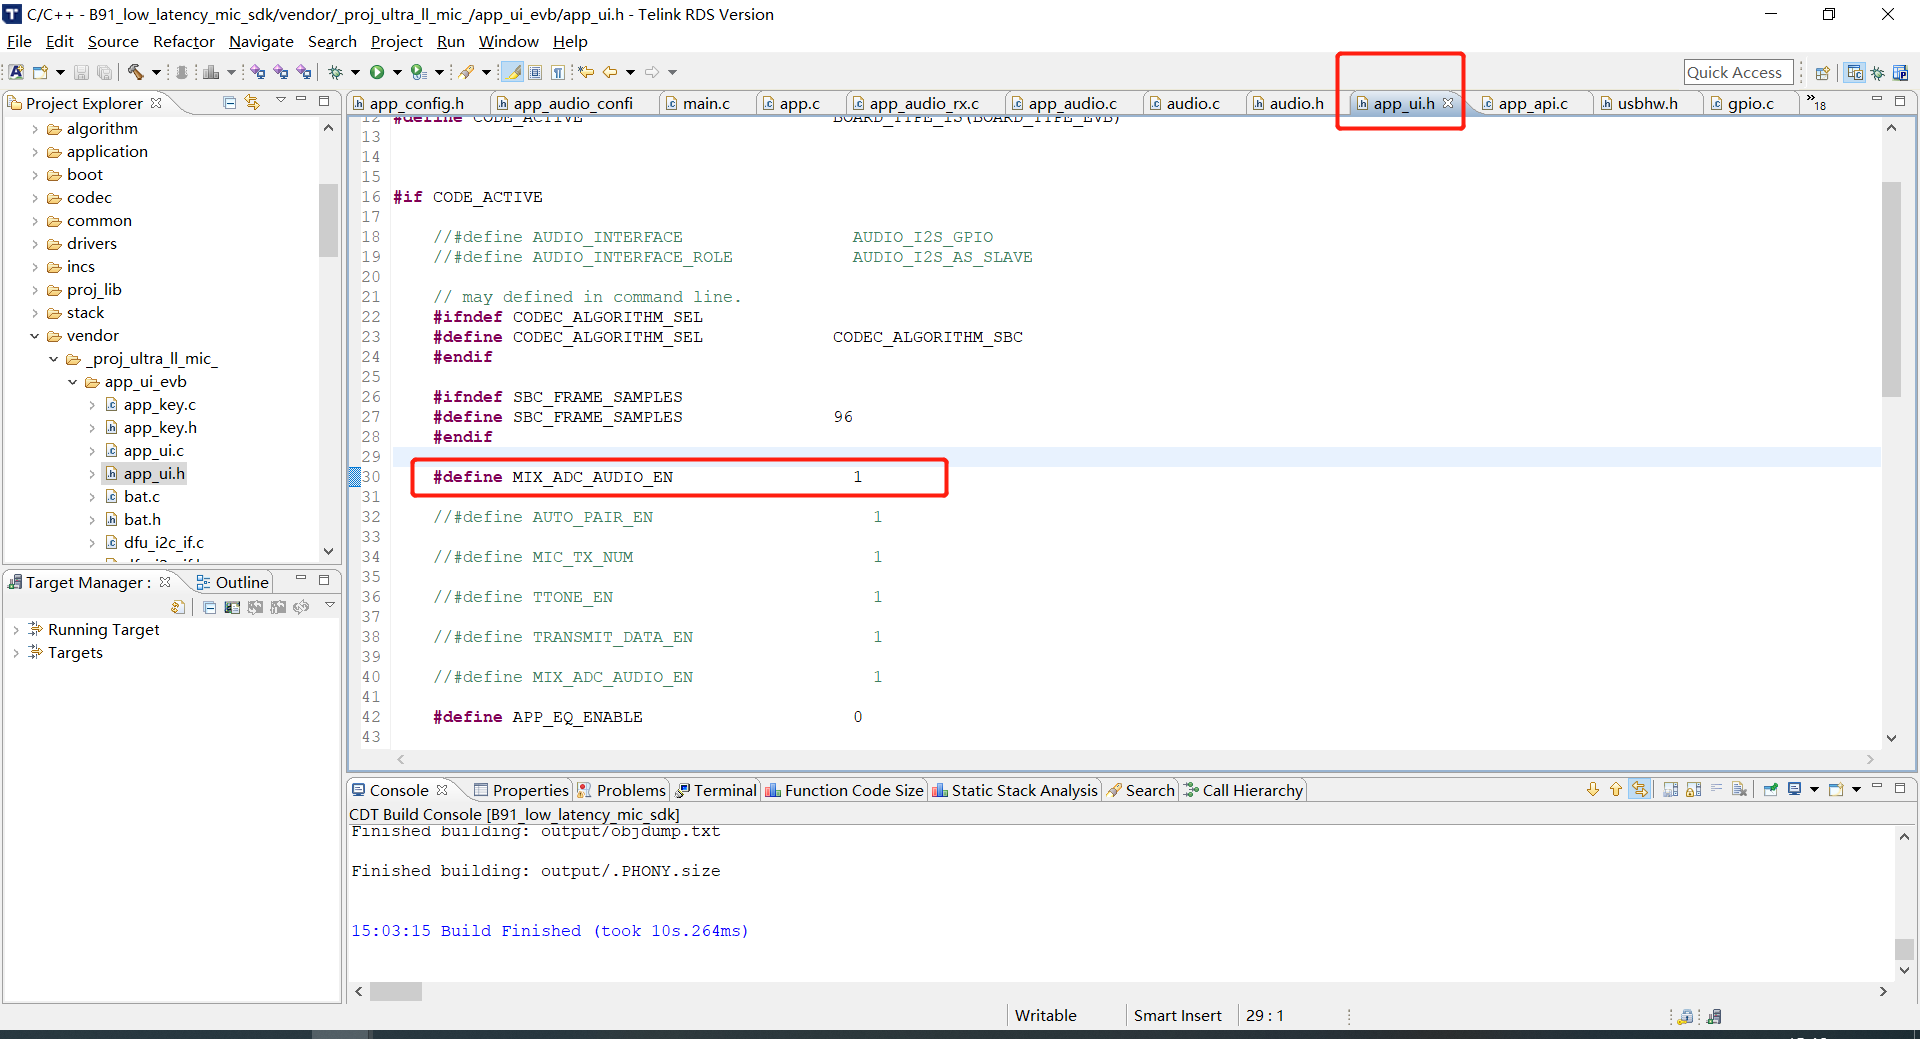 C/C++ - B91_low_latency_mic_sdk/vendor/_proj_ultra_ll_mic_/app_ui_evb/app_ui.h - Telink RDS Version
File Edit Source Refactor Navigate Search Project Run Window Help
Quick Access
Project Explorer
app_config.h app_audio_confi main.c app.c app_audio_rx.c app_audio.c audio.c audio.h app_ui.h app_api.c usbhw.h gpio.c »18
algorithm
application
boot
codec
common
drivers
incs
proj_lib
stack
vendor
_proj_ultra_ll_mic_
app_ui_evb
app_key.c
app_key.h
app_ui.c
app_ui.h
bat.c
bat.h
dfu_i2c_if.c
12 #define CODE_ACTIVE BOARD_TYPE_IS(BOARD_TYPE_EVB)
13
14
15
16 #if CODE_ACTIVE
17
18 //#define AUDIO_INTERFACE AUDIO_I2S_GPIO
19 //#define AUDIO_INTERFACE_ROLE AUDIO_I2S_AS_SLAVE
20
21 // may defined in command line.
22 #ifndef CODEC_ALGORITHM_SEL
23 #define CODEC_ALGORITHM_SEL CODEC_ALGORITHM_SBC
24 #endif
25
26 #ifndef SBC_FRAME_SAMPLES
27 #define SBC_FRAME_SAMPLES 96
28 #endif
29
30 #define MIX_ADC_AUDIO_EN 1
31
32 //#define AUTO_PAIR_EN 1
33
34 //#define MIC_TX_NUM 1
35
36 //#define TTONE_EN 1
37
38 //#define TRANSMIT_DATA_EN 1
39
40 //#define MIX_ADC_AUDIO_EN 1
41
42 #define APP_EQ_ENABLE 0
43
Target Manager : Outline
Running Target
Targets
Console Properties Problems Terminal Function Code Size Static Stack Analysis Search Call Hierarchy
CDT Build Console [B91_low_latency_mic_sdk]
Finished building: output/objdump.txt
Finished building: output/.PHONY.size
15:03:15 Build Finished (took 10s.264ms)
Writable Smart Insert 29 : 1